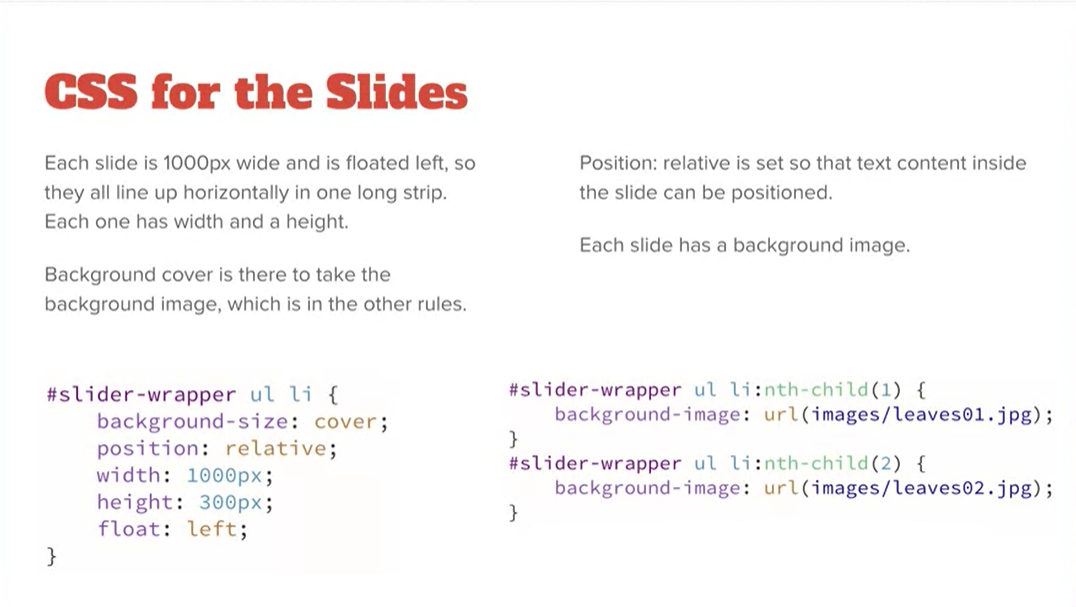 CSS for the Slides
Each slide is 1000px wide and is floated left, so
they all line up horizontally in one long strip.
Each one has width and a height.
Background cover is there to take the
background image, which is in the other rules.
Position: relative is set so that text content inside
the slide can be positioned.
Each slide has a background image.
#slider-wrapper ul li {
    background-size: cover;
    position: relative;
    width: 1000px;
    height: 300px;
    float: left;
}
#slider-wrapper ul li:nth-child(1) {
    background-image: url(images/leaves01.jpg);
}
#slider-wrapper ul li:nth-child(2) {
    background-image: url(images/leaves02.jpg);
}